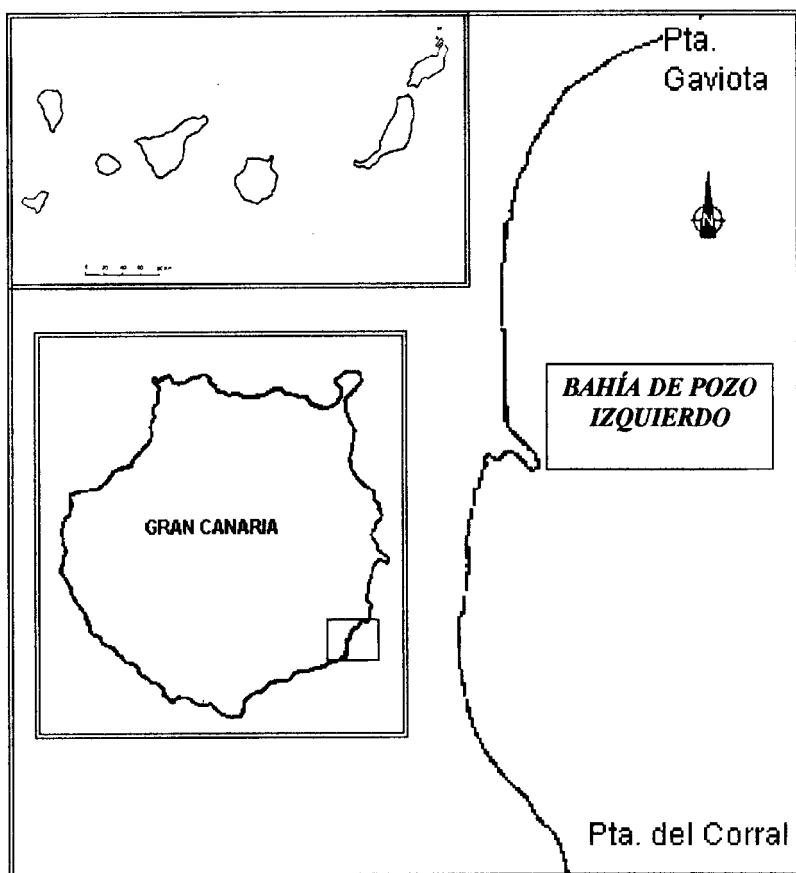 Pta.
Gaviota
N
BAHÍA DE POZO
IZQUIERDO
GRAN CANARIA
Pta. del Corral